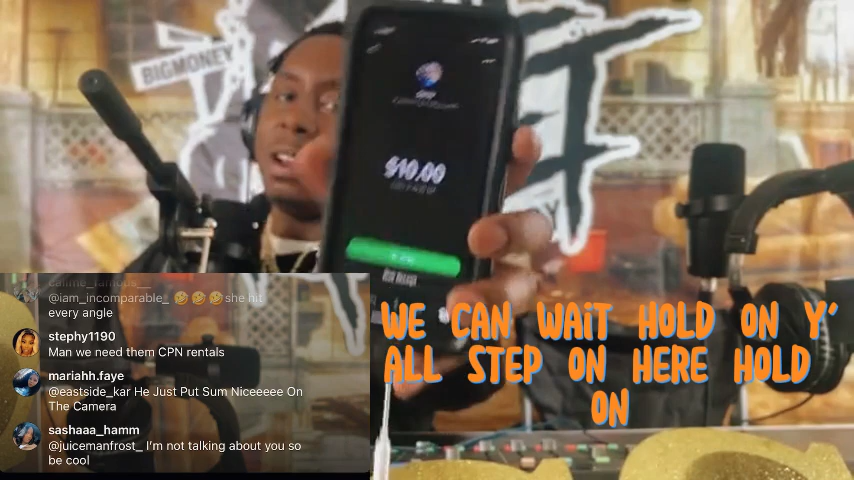 BIGMONEY
$10.00
@iam_incomparable_ 🤣🤣🤣she hit
every angle
stephy1190
Man we need them CPN rentals
mariahh.faye
@eastside_kar He Just Put Sum Niceeeee On
The Camera
sashaaa_hamm
@juicemanfrost_ I'm not talking about you so
be cool
WE CAN WAiT HOLD ON Y'
ALL STEP ON HERE HOLD
ON